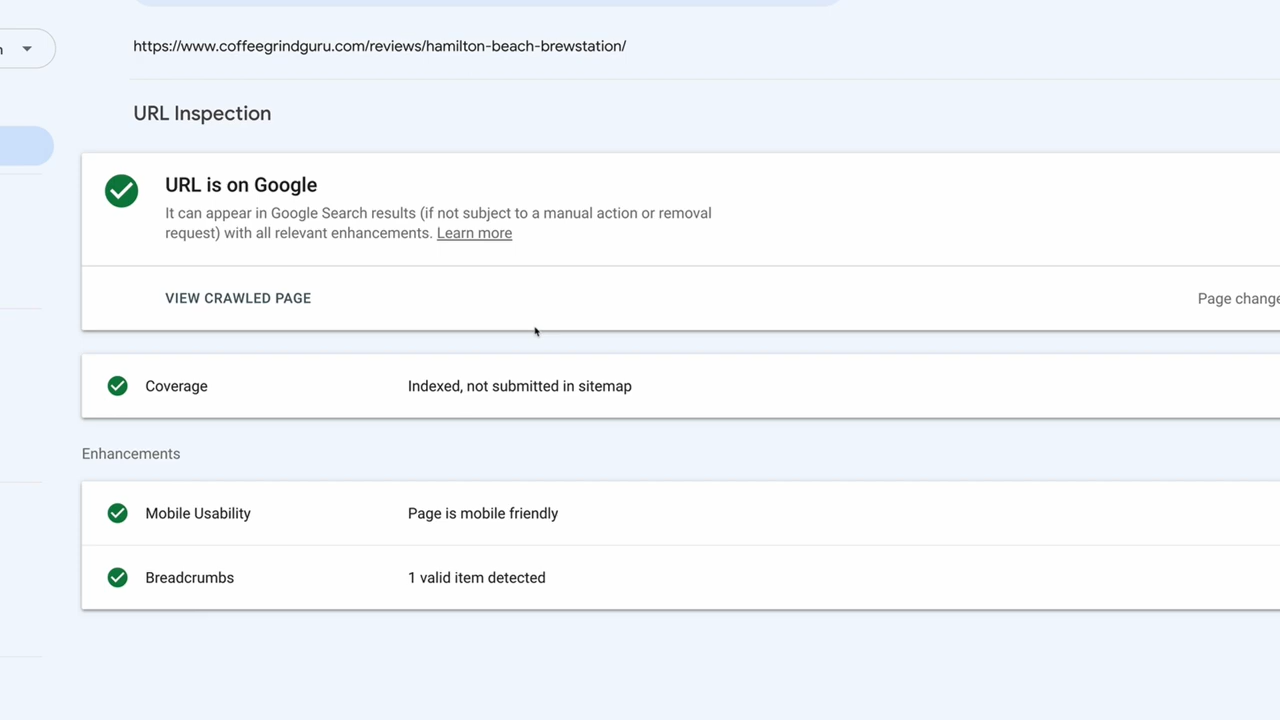 https://www.coffeegrindguru.com/reviews/hamilton-beach-brewstation/
URL Inspection
URL is on Google
It can appear in Google Search results (if not subject to a manual action or removal
request) with all relevant enhancements. Learn more
VIEW CRAWLED PAGE
Page change
Coverage
Indexed, not submitted in sitemap
Enhancements
Mobile Usability
Page is mobile friendly
Breadcrumbs
1 valid item detected